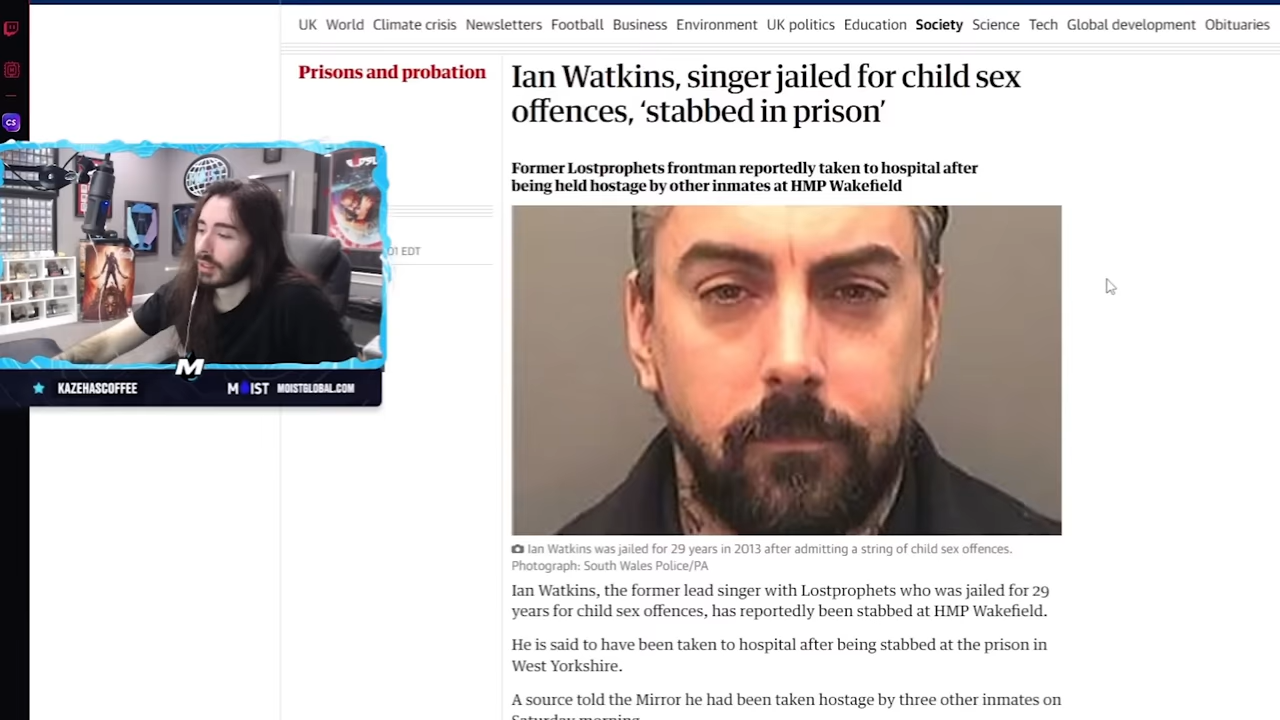 UK World Climate crisis Newsletters Football Business Environment UK politics Education Society Science Tech Global development Obituaries
Prisons and probation
Ian Watkins, singer jailed for child sex
offences, ‘stabbed in prison’
Former Lostprophets frontman reportedly taken to hospital after
being held hostage by other inmates at HMP Wakefield
CS
01 EDT
M
KAZEHASCOFFEE
MOIST MOISTGLOBAL.COM
Ian Watkins was jailed for 29 years in 2013 after admitting a string of child sex offences.
Photograph: South Wales Police/PA
Ian Watkins, the former lead singer with Lostprophets who was jailed for 29
years for child sex offences, has reportedly been stabbed at HMP Wakefield.
He is said to have been taken to hospital after being stabbed at the prison in
West Yorkshire.
A source told the Mirror he had been taken hostage by three other inmates on
Saturday morning.